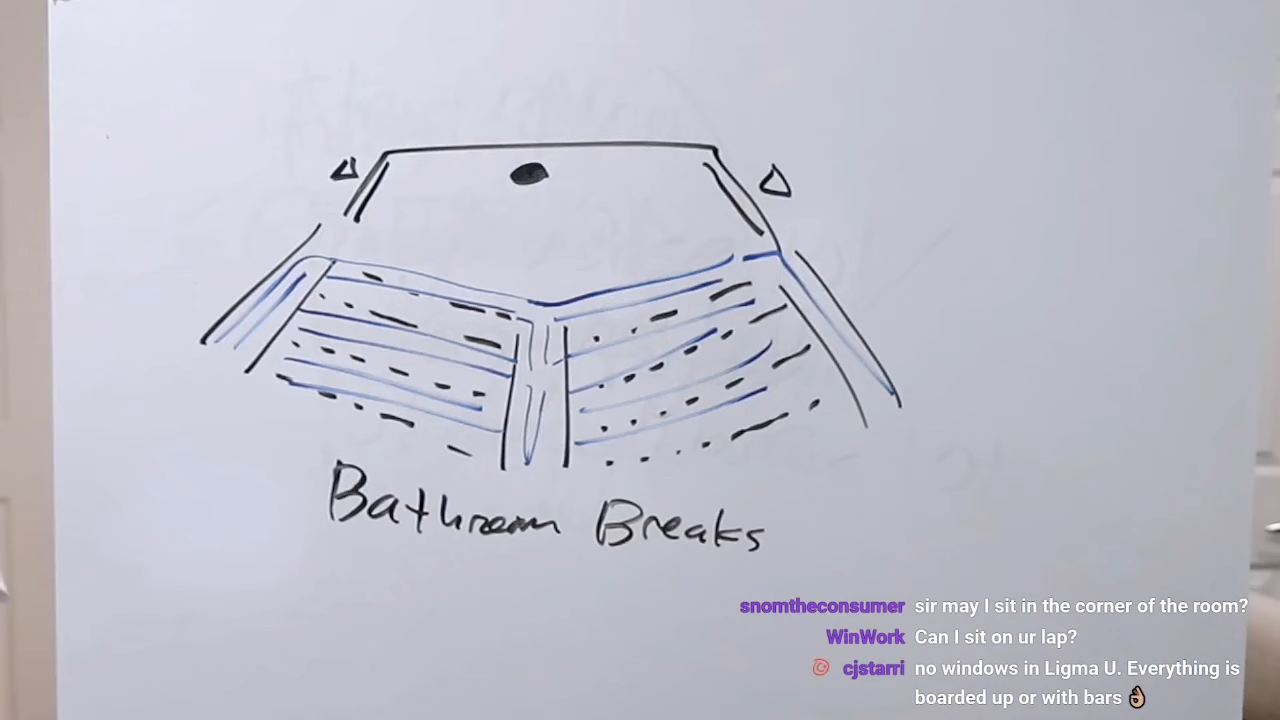 Bathroom Breaks
snomtheconsumer sir may I sit in the corner of the room?
WinWork Can I sit on ur lap?
cjstarri no windows in Ligma U. Everything is
boarded up or with bars 👌🏽